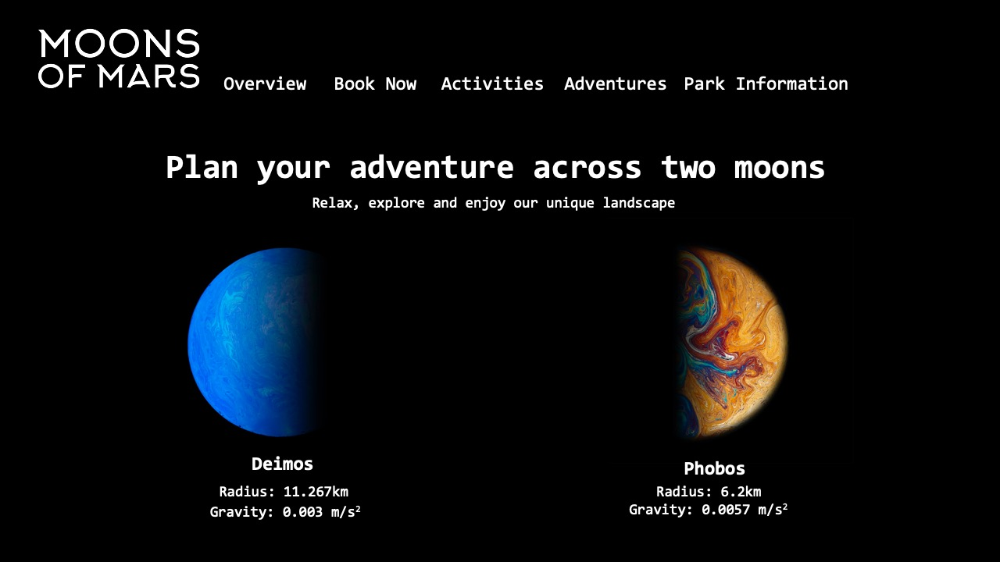 MOONS
OF MARS
Overview Book Now Activities Adventures Park Information
Plan your adventure across two moons
Relax, explore and enjoy our unique landscape
Deimos
Radius: 11.267km
Gravity: 0.003 m/s²
Phobos
Radius: 6.2km
Gravity: 0.0057 m/s²